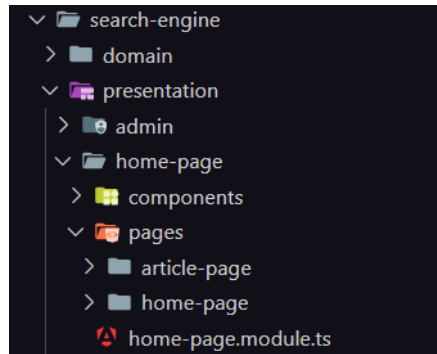 search-engine
domain
presentation
admin
home-page
components
pages
article-page
home-page
home-page.module.ts